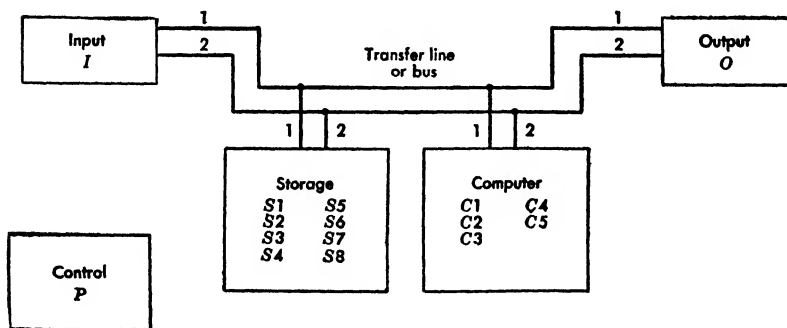 1
1
Input
I
2
Transfer line
or bus
2
Output
O
1
2
1
2
Storage
S1 S5
S2 S6
S3 S7
S4 S8
Computer
C1 C4
C2 C5
C3
Control
P